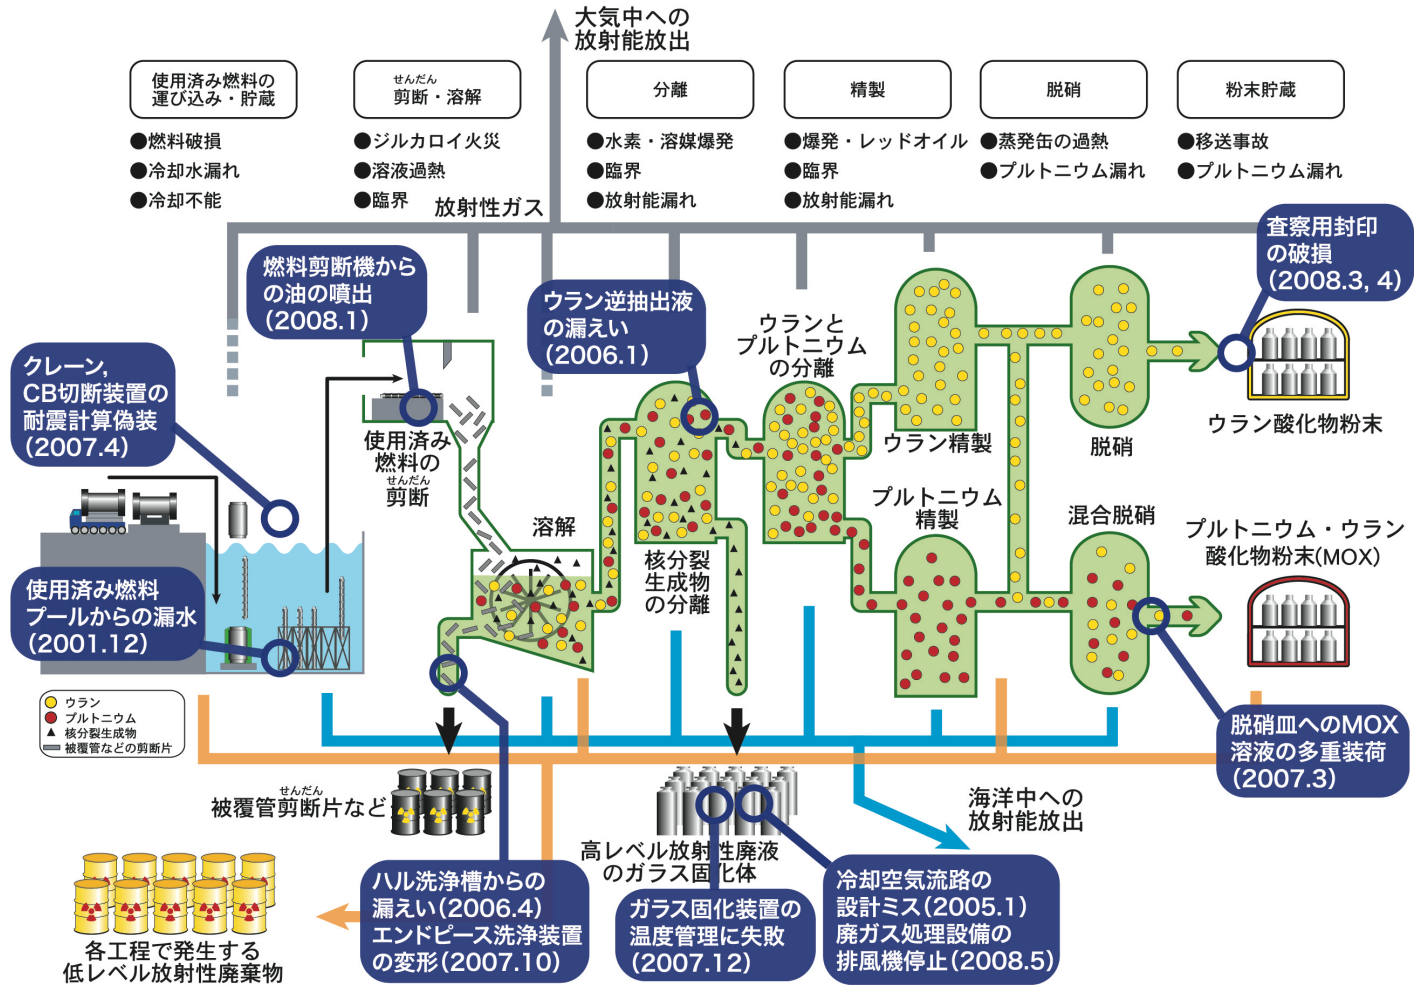 大気中への
放射能放出
使用済み燃料の
運び込み・貯蔵
●燃料破損
●冷却水漏れ
●冷却不能
せんだん
剪断・溶解
●ジルカロイ火災
●溶液過熱
●臨界
分離
●水素・溶媒爆発
●臨界
●放射能漏れ
精製
●爆発・レッドオイル
●臨界
●放射能漏れ
脱硝
●蒸発缶の過熱
●プルトニウム漏れ
粉末貯蔵
●移送事故
●プルトニウム漏れ
放射性ガス
燃料剪断機から
の油の噴出
(2008.1)
ウラン逆抽出液
の漏えい
(2006.1)
査察用封印
の破損
(2008.3, 4)
クレーン,
CB切断装置の
耐震計算偽装
(2007.4)
使用済み
燃料の
せんだん
剪断
溶解
核分裂
生成物
の分離
ウランと
プルトニウム
の分離
ウラン精製
脱硝
ウラン酸化物粉末
プルトニウム
精製
混合脱硝
プルトニウム・ウラン
酸化物粉末(MOX)
使用済み燃料
プールからの漏水
(2001.12)
ウラン
プルトニウム
核分裂生成物
被覆管などの剪断片
脱硝皿へのMOX
溶液の多重装荷
(2007.3)
せんだん
被覆管剪断片など
高レベル放射性廃液
のガラス固化体
海洋中への
放射能放出
ハル洗浄槽からの
漏えい(2006.4)
エンドピース洗浄装置
の変形(2007.10)
ガラス固化装置の
温度管理に失敗
(2007.12)
冷却空気流路の
設計ミス(2005.1)
廃ガス処理設備の
排風機停止(2008.5)
各工程で発生する
低レベル放射性廃棄物